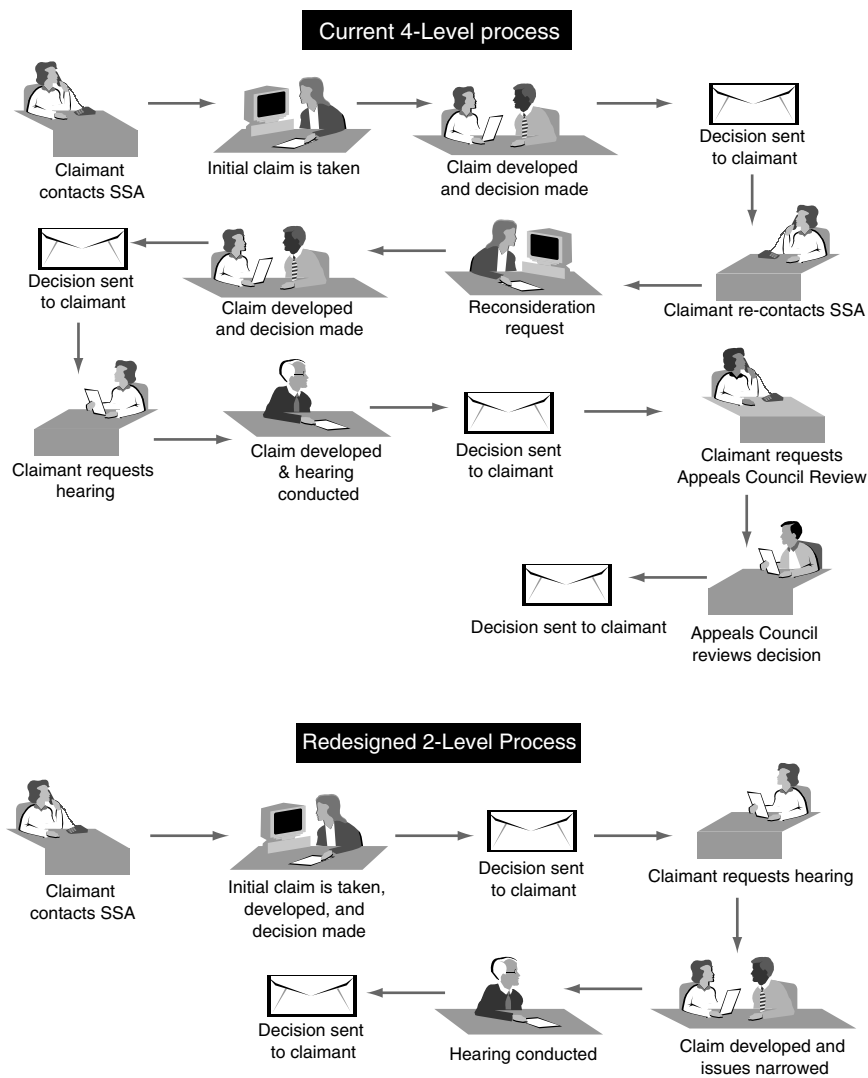 Current 4-Level process
Claimant
contacts SSA
Initial claim is taken
Claim developed
and decision made
Decision sent
to claimant
Claimant re-contacts SSA
Reconsideration
request
Claim developed
and decision made
Decision sent
to claimant
Claimant requests
hearing
Claim developed
& hearing
conducted
Decision sent
to claimant
Claimant requests
Appeals Council Review
Appeals Council
reviews decision
Decision sent to claimant
Redesigned 2-Level Process
Claimant
contacts SSA
Initial claim is taken,
developed, and
decision made
Decision sent
to claimant
Claimant requests hearing
Claim developed and
issues narrowed
Hearing conducted
Decision sent
to claimant